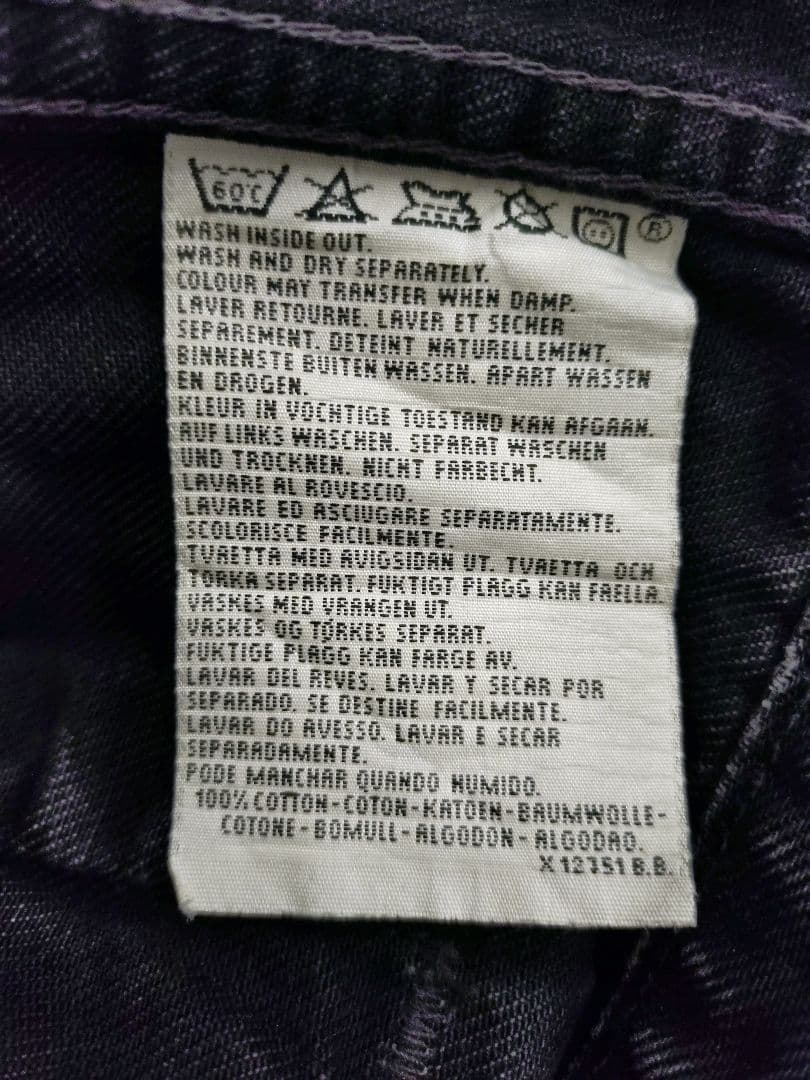 60°C
®
WASH INSIDE OUT.
WASH AND DRY SEPARATELY.
COLOUR MAY TRANSFER WHEN DAMP.
LAVER RETOURNE. LAVER ET SECHER
SEPAREMENT. DETEINT NATURELLEMENT.
BINNENSTE BUITEN WASSEN. APART WASSEN
EN DROGEN.
KLEUR IN VOCHTIGE TOESTAND KAN AFGAAN.
AUF LINKS WASCHEN. SEPARAT WASCHEN
UND TROCKNEN. NICHT FARBECHT.
LAVARE AL ROVESCIO.
LAVARE ED ASCIUGARE SEPARATAMENTE.
SCOLORISCE FACILMENTE.
TVAETTA MED AVIGSIDAN UT. TVAETTA OCH
TORKA SEPARAT. FUKTIGT PLAGG KAN FAELLA.
VASKES MED VRANGEN UT.
VASKES OG TØRKES SEPARAT.
FUKTIGE PLAGG KAN FARGE AV.
LAVAR DEL REVES. LAVAR Y SECAR POR
SEPARADO. SE DESTINE FACILMENTE.
LAVAR DO AVESSO. LAVAR E SECAR
SEPARADAMENTE.
PODE MANCHAR QUANDO HUMIDO.
100% COTTON-COTON-KATOEN-BAUMWOLLE-
COTONE-BOMULL-ALGODON-ALGODAO.
X 12751 B.B.